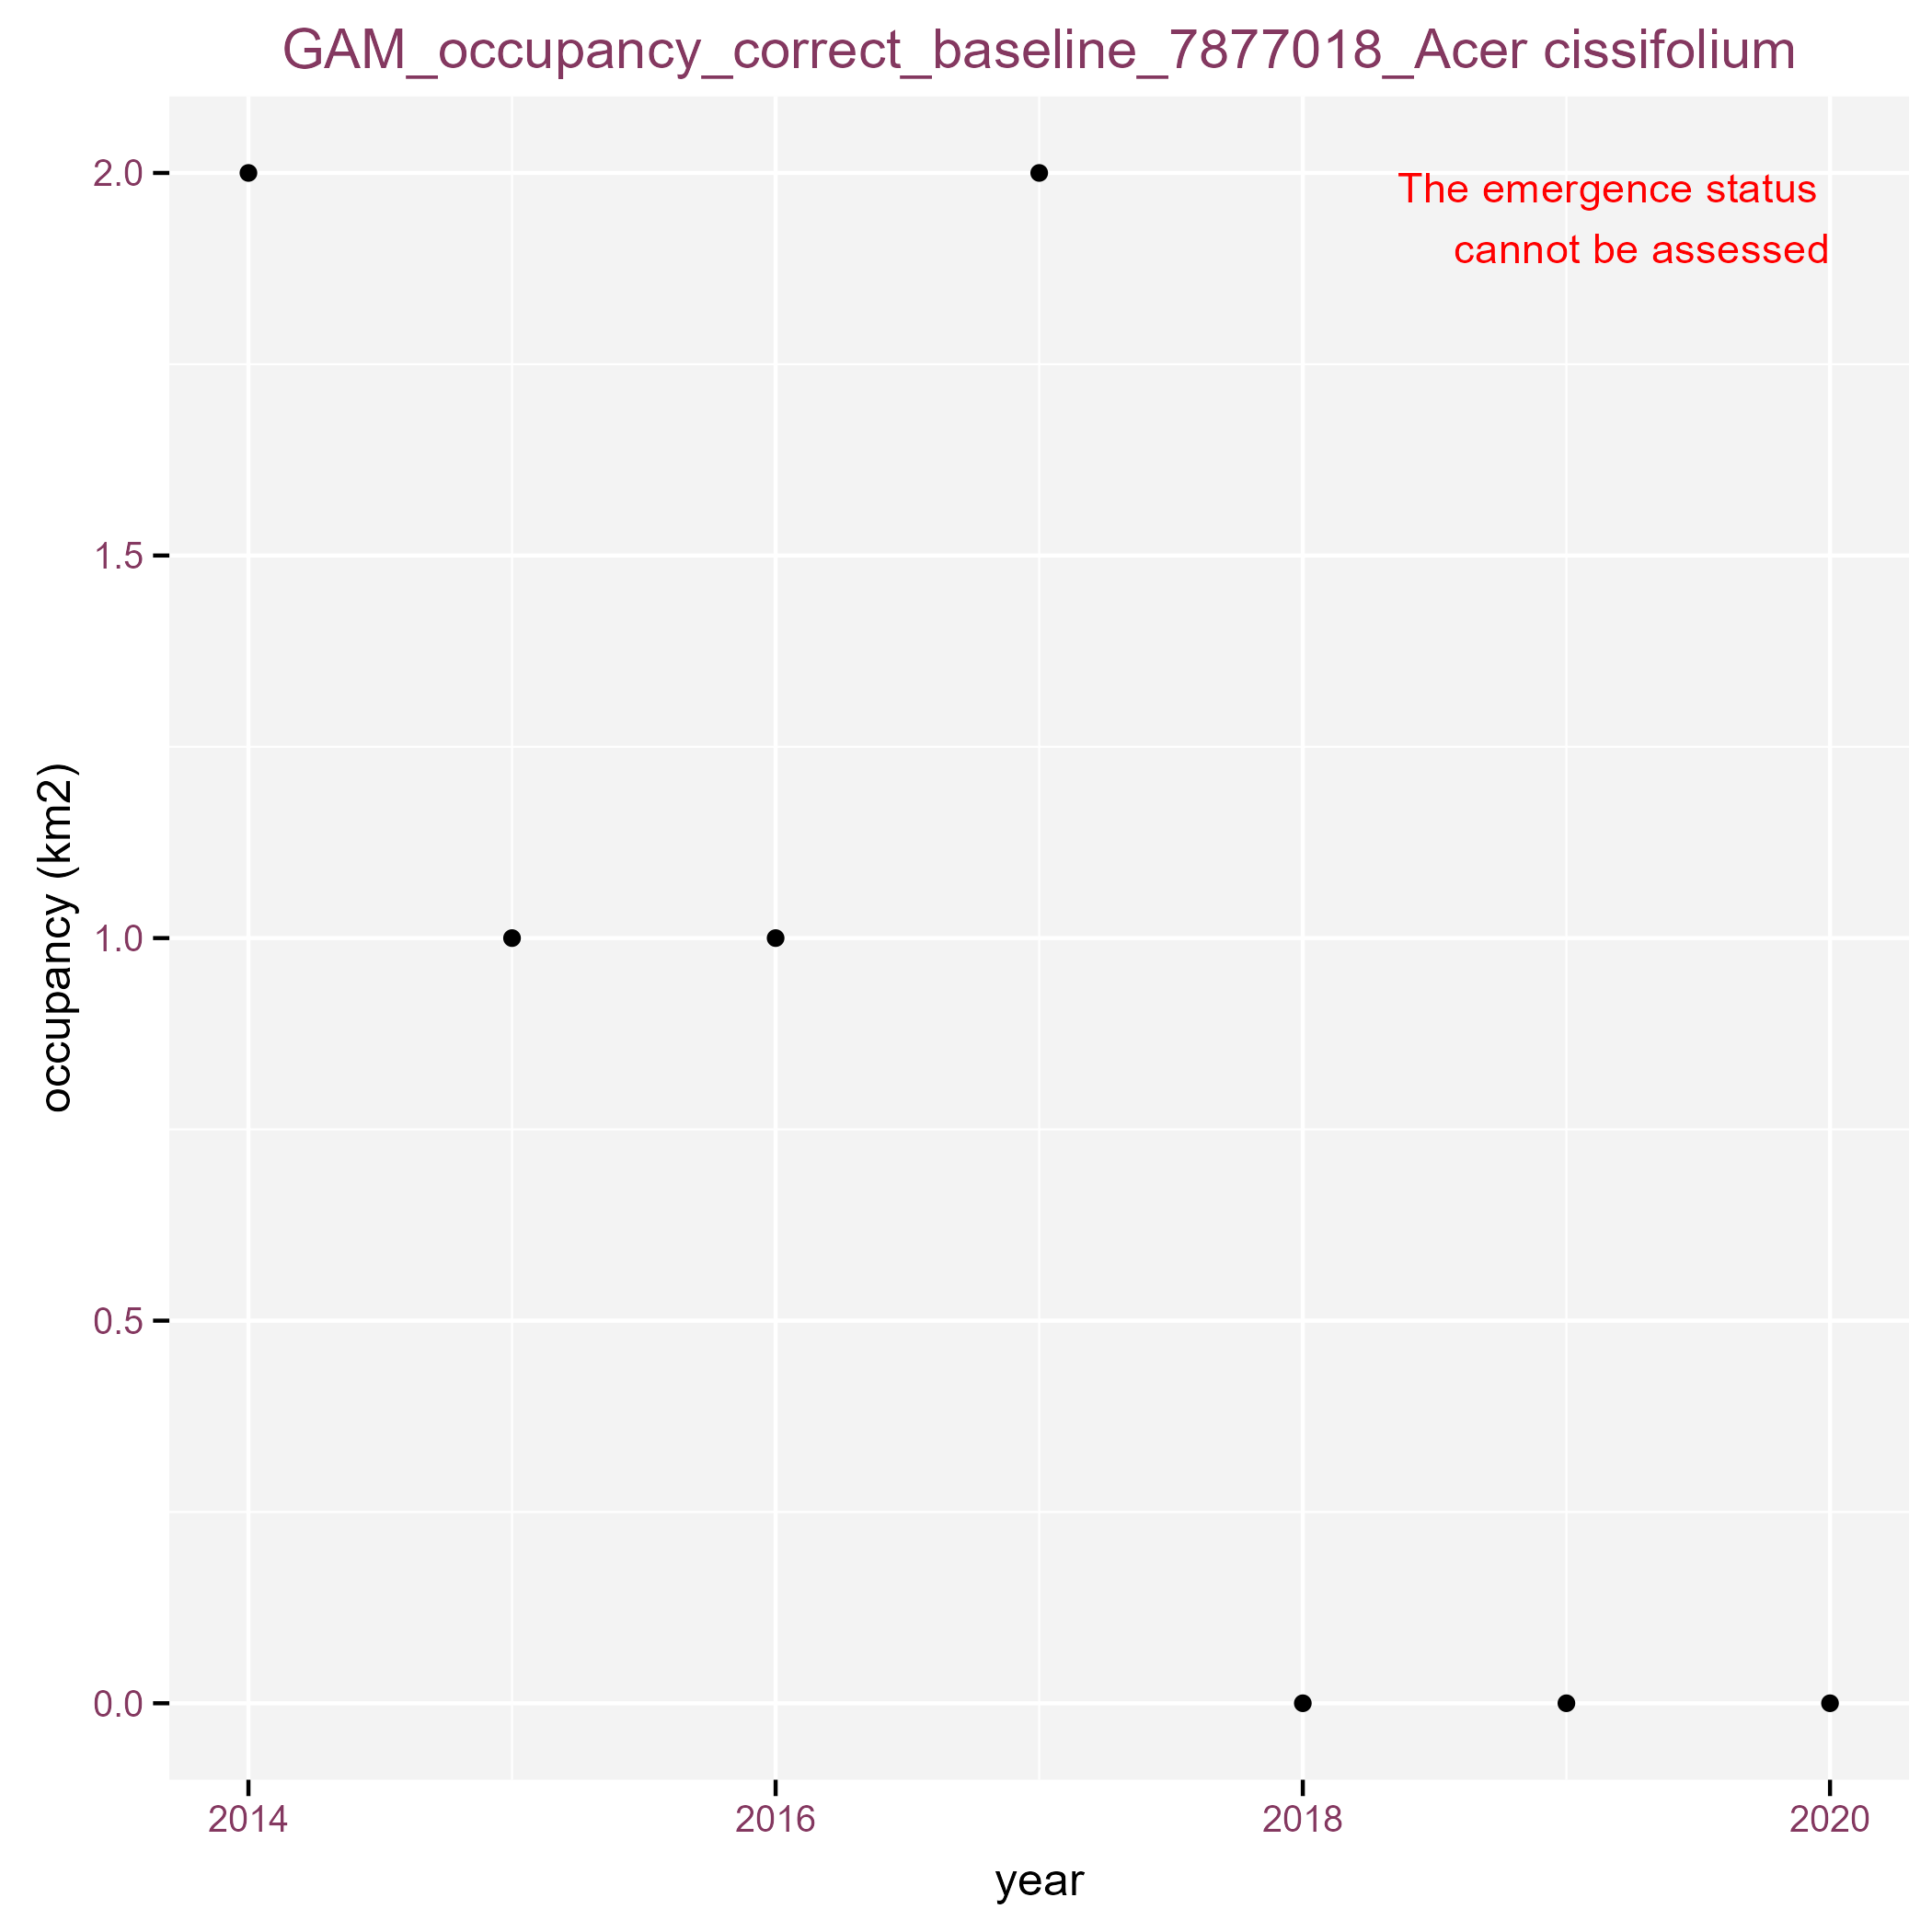 GAM_occupancy_correct_baseline_7877018_Acer cissifolium
The emergence status
cannot be assessed
2.0
1.5
1.0
0.5
0.0
occupancy (km2)
2014
2016
2018
2020
year